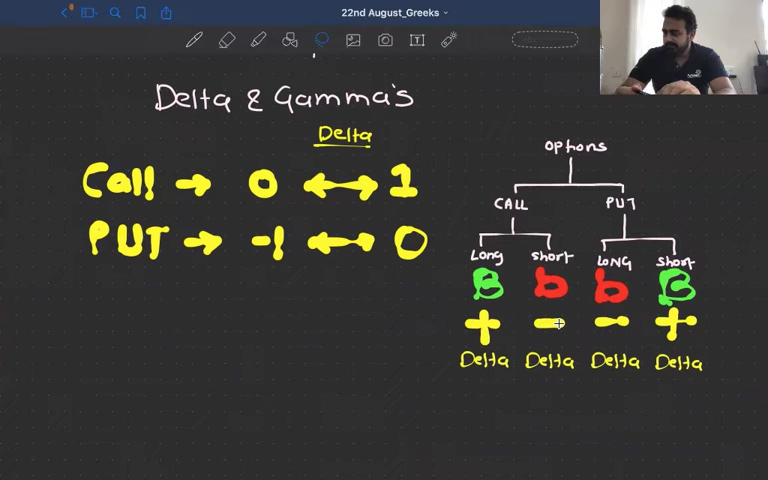 22nd August_Greeks
Delta & Gamma's
Delta
Call → 0 ↔ 1
PUT → -1 ↔ 0
Options
CALL PUT
Long short LONG short
B b b B
+ - - +
Delta Delta Delta Delta